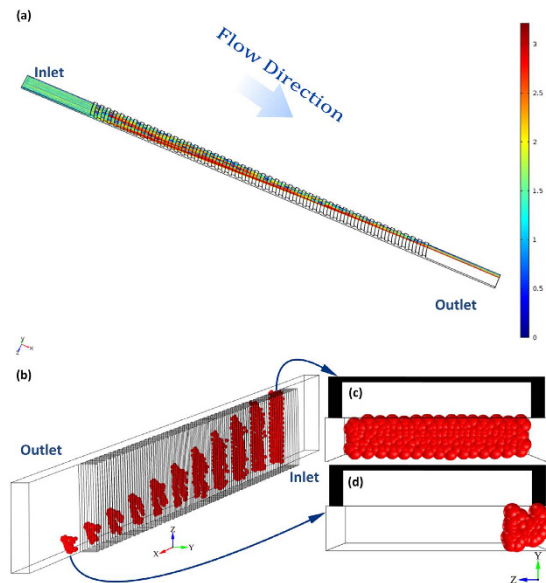 (a)
Inlet
Flow Direction
3
2.5
2
1.5
1
0.5
0
Outlet
y
z
x
(b)
Outlet
Inlet
Z
X
Y
(c)
(d)
Y
Z